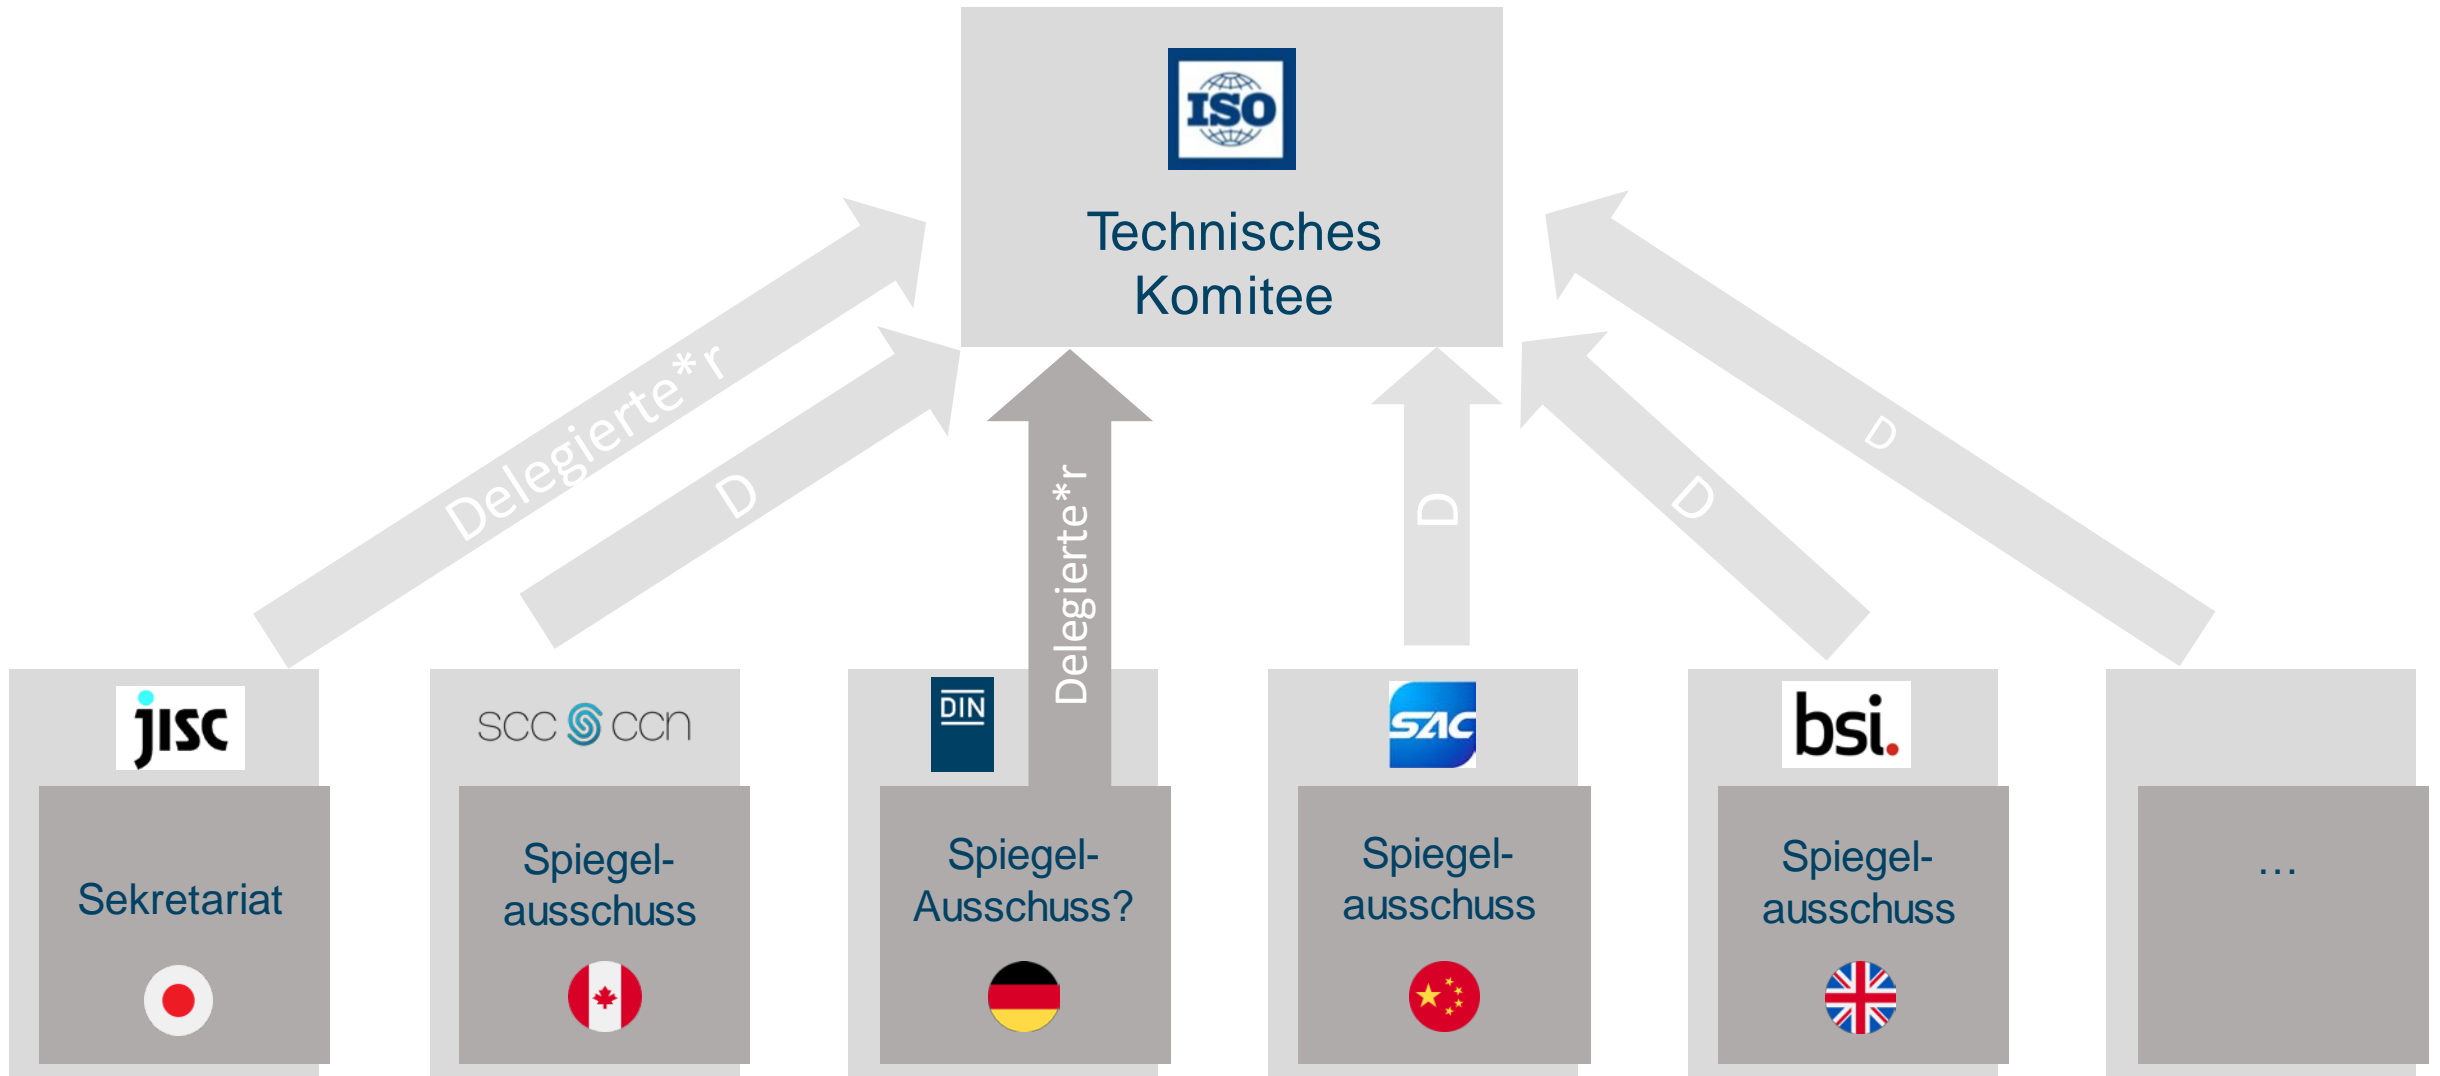 ISO
Technisches
Komitee
Delegierte*r
D
Delegierte*r
D
D
D
jisc
scc ccn
DIN
SAC
bsi.
Sekretariat
Spiegel-
ausschuss
Spiegel-
Ausschuss?
Spiegel-
ausschuss
Spiegel-
ausschuss
...